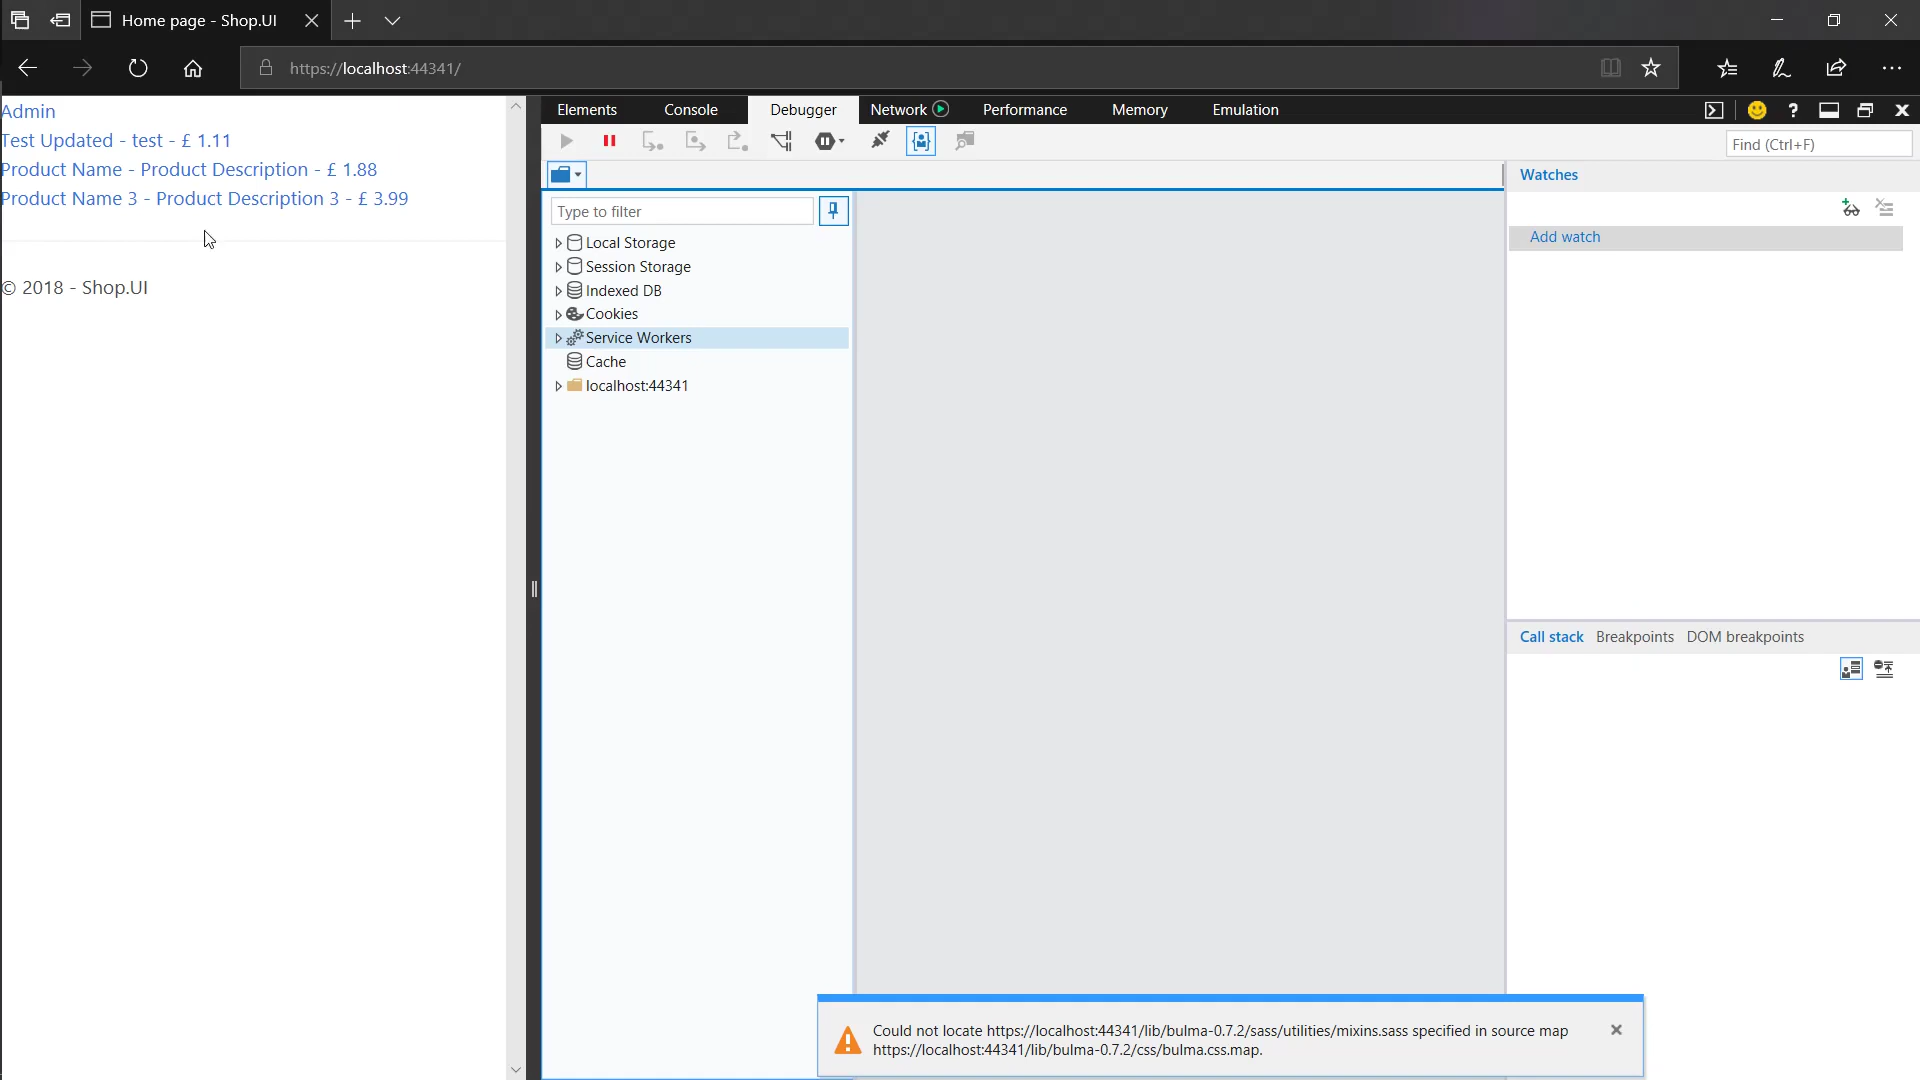 Home page - Shop.UI
https://localhost:44341/
Admin
Test Updated - test - £ 1.11
Product Name - Product Description - £ 1.88
Product Name 3 - Product Description 3 - £ 3.99
© 2018 - Shop.UI
Elements Console Debugger Network Performance Memory Emulation
?
Find (Ctrl+F)
Type to filter
Local Storage
Session Storage
Indexed DB
Cookies
Service Workers
Cache
localhost:44341
Watches
Add watch
Call stack Breakpoints DOM breakpoints
Could not locate https://localhost:44341/lib/bulma-0.7.2/sass/utilities/mixins.sass specified in source map
https://localhost:44341/lib/bulma-0.7.2/css/bulma.css.map.